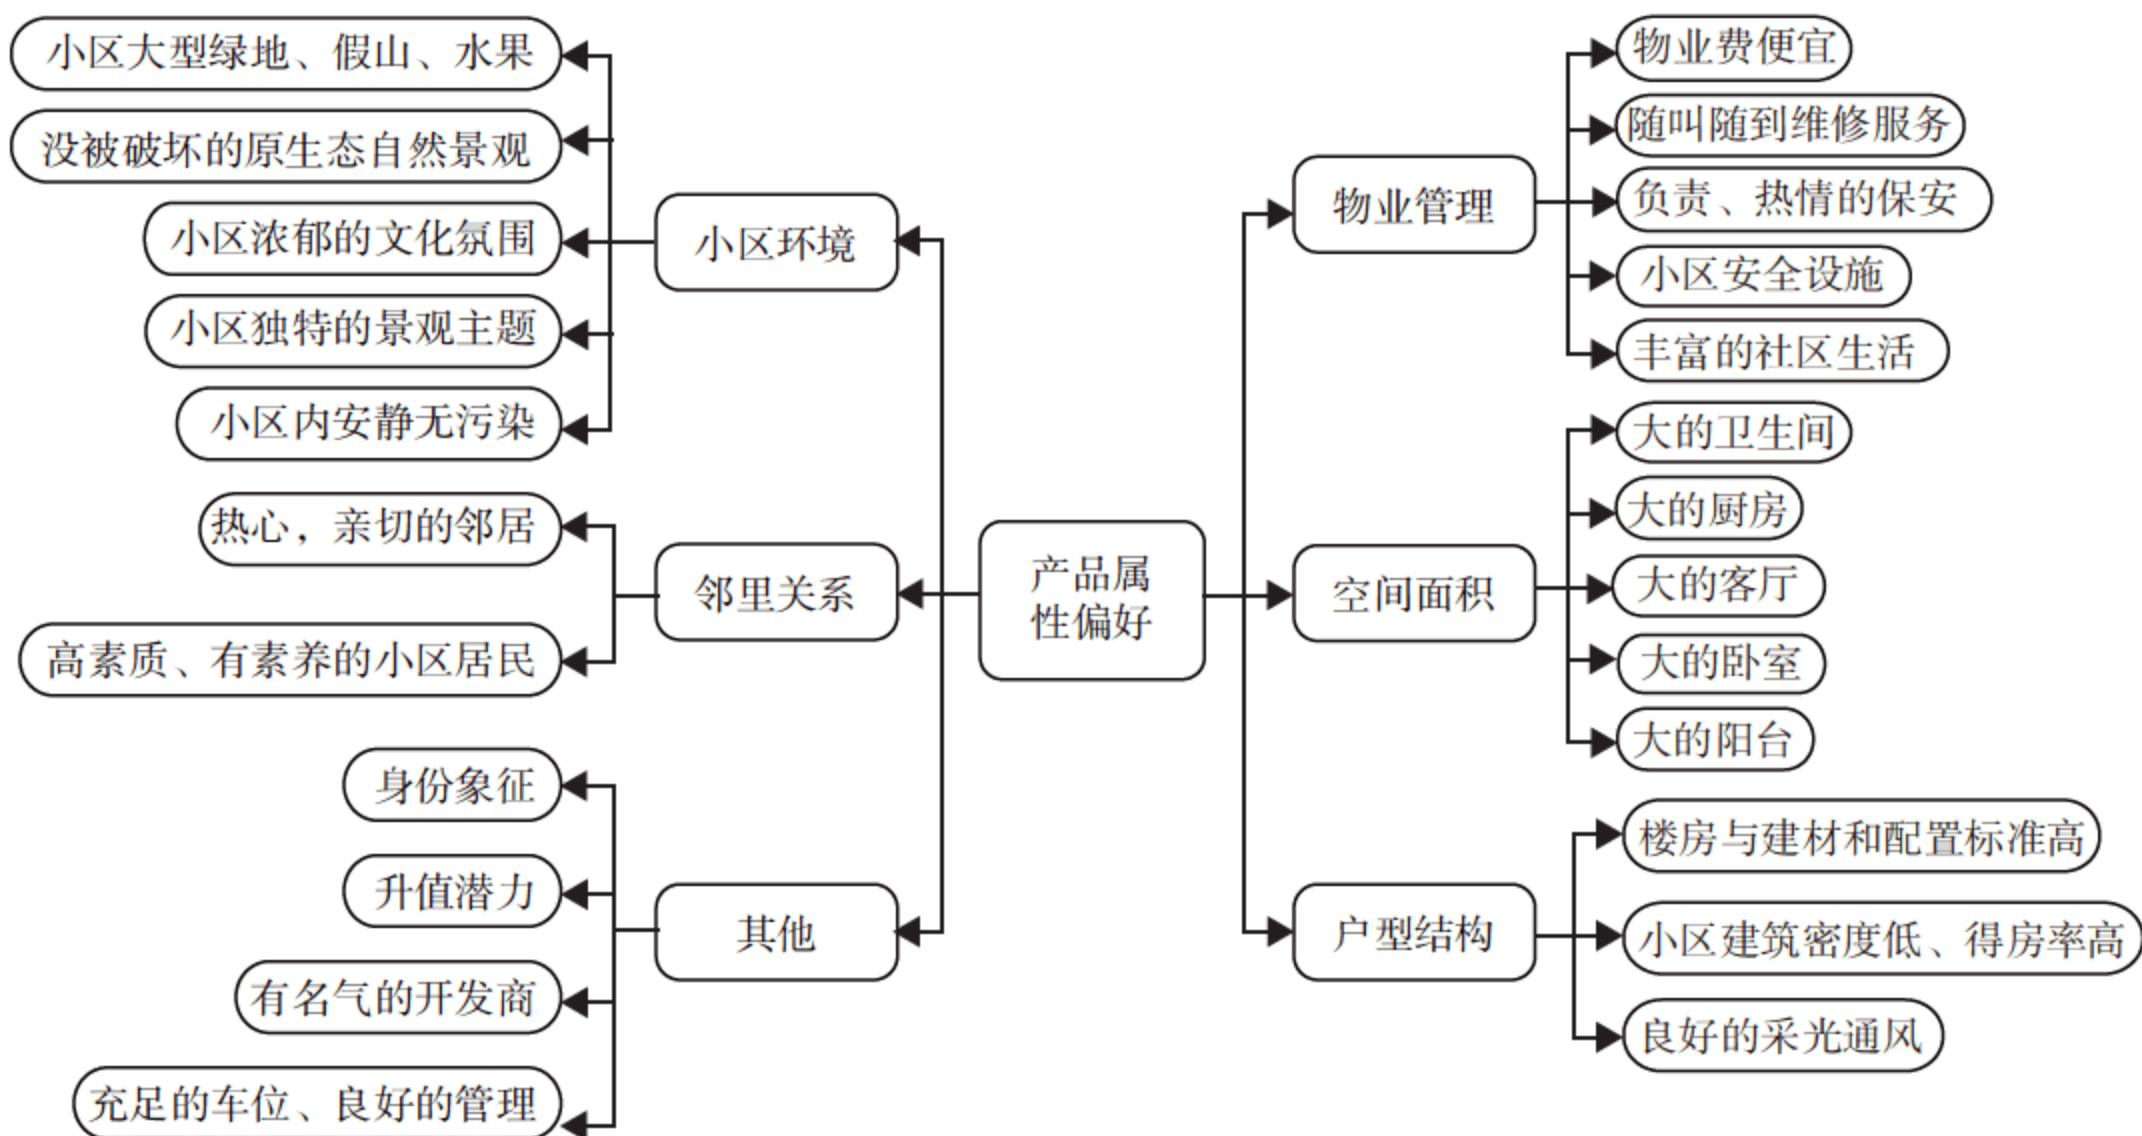 小区大型绿地、假山、水果
没被破坏的原生态自然景观
小区浓郁的文化氛围
小区独特的景观主题
小区内安静无污染
小区环境
热心，亲切的邻居
高素质、有素养的小区居民
邻里关系
身份象征
升值潜力
有名气的开发商
充足的车位、良好的管理
其他
产品属
性偏好
物业管理
物业费便宜
随叫随到维修服务
负责、热情的保安
小区安全设施
丰富的社区生活
空间面积
大的卫生间
大的厨房
大的客厅
大的卧室
大的阳台
户型结构
楼房与建材和配置标准高
小区建筑密度低、得房率高
良好的采光通风